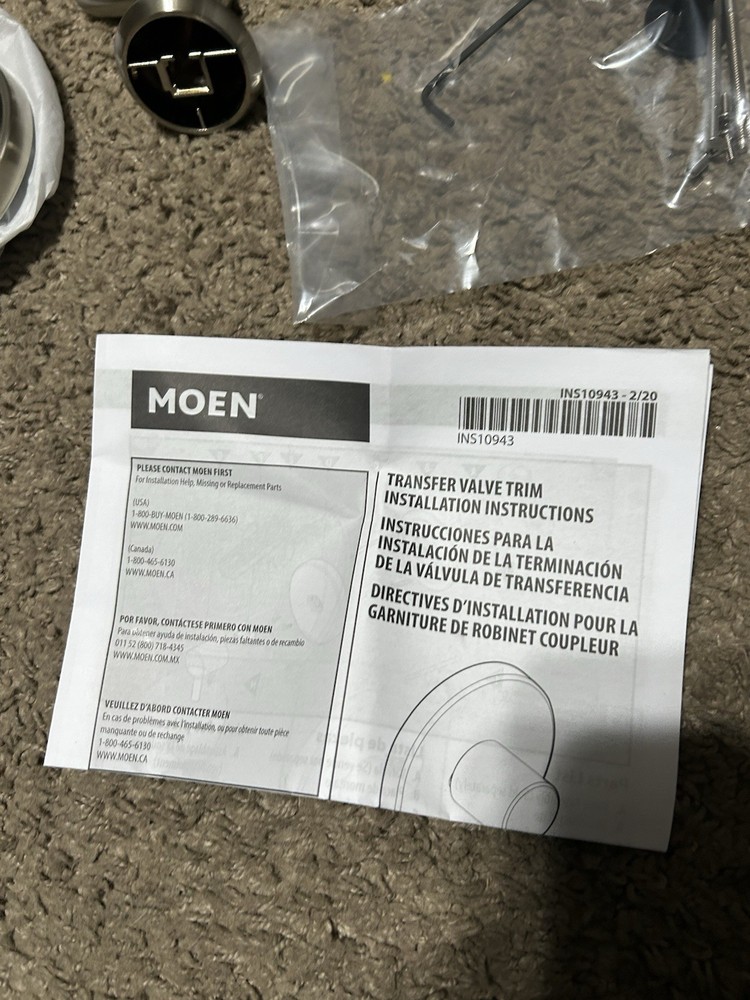 MOEN®
INS10943 - 2/20
INS10943
PLEASE CONTACT MOEN FIRST
For Installation Help, Missing or Replacement Parts
(USA)
1-800-BUY-MOEN (1-800-289-6636)
WWW.MOEN.COM
(Canada)
1-800-465-6130
WWW.MOEN.CA
POR FAVOR, CONTÁCTESE PRIMERO CON MOEN
Para obtener ayuda de instalación, piezas faltantes o de recambio
011 52 (800) 718-4345
WWW.MOEN.COM.MX
VEUILLEZ D'ABORD CONTACTER MOEN
En cas de problèmes avec l'installation, ou pour obtenir toute pièce
manquante ou de rechange
1-800-465-6130
WWW.MOEN.CA
TRANSFER VALVE TRIM
INSTALLATION INSTRUCTIONS
INSTRUCCIONES PARA LA
INSTALACIÓN DE LA TERMINACIÓN
DE LA VÁLVULA DE TRANSFERENCIA
DIRECTIVES D'INSTALLATION POUR LA
GARNITURE DE ROBINET COUPLEUR